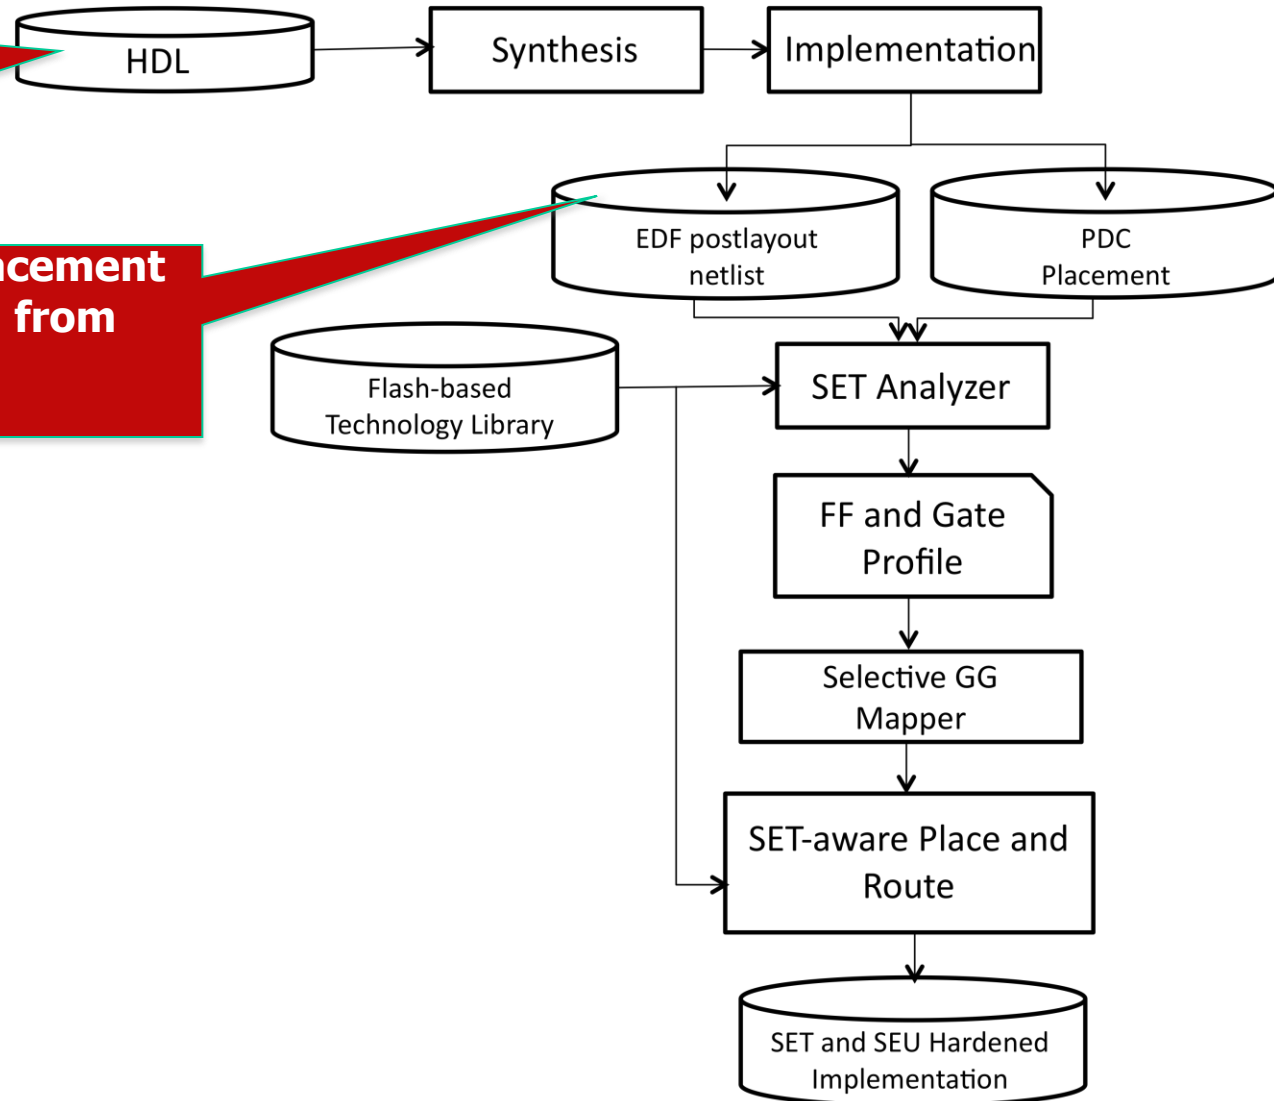 HDL
Synthesis
Implementation
EDF postlayout
netlist
PDC
Placement
from
Flash-based
Technology Library
SET Analyzer
FF and Gate
Profile
Selective GG
Mapper
SET-aware Place and
Route
SET and SEU Hardened
Implementation